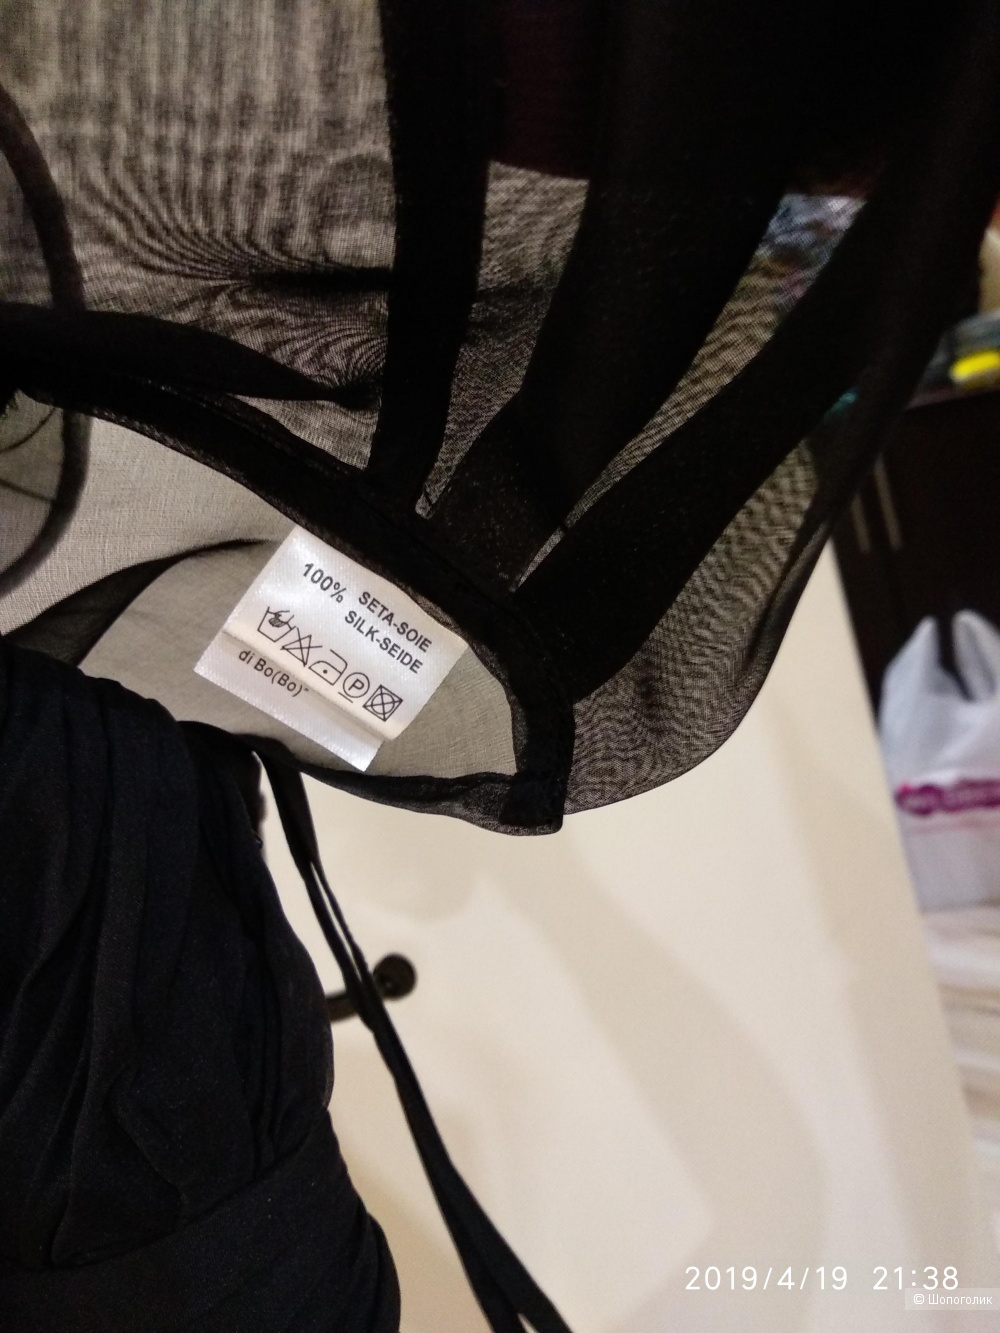 100% SETA-SOIE
SILK-SEIDE
P
di Bo(Bo)
2019/4/19 21:38
© Шопоголик